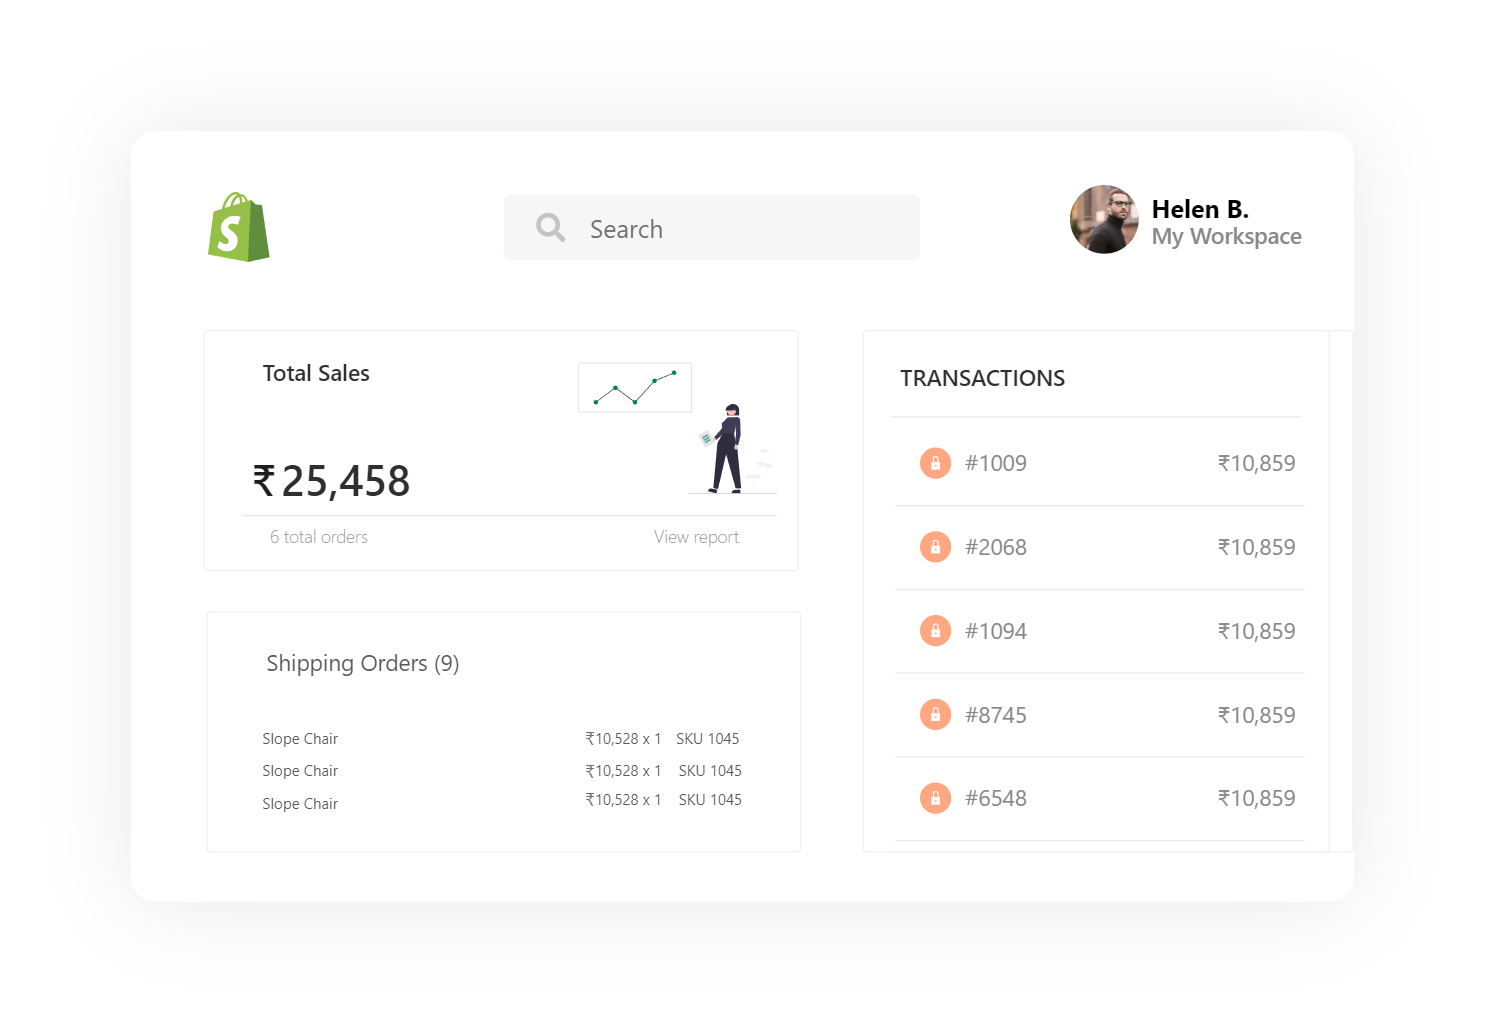 S
Search
Helen B.
My Workspace
Total Sales
₹25,458
6 total orders View report
Shipping Orders (9)
Slope Chair ₹10,528 x 1 SKU 1045
Slope Chair ₹10,528 x 1 SKU 1045
Slope Chair ₹10,528 x 1 SKU 1045
TRANSACTIONS
#1009 ₹10,859
#2068 ₹10,859
#1094 ₹10,859
#8745 ₹10,859
#6548 ₹10,859